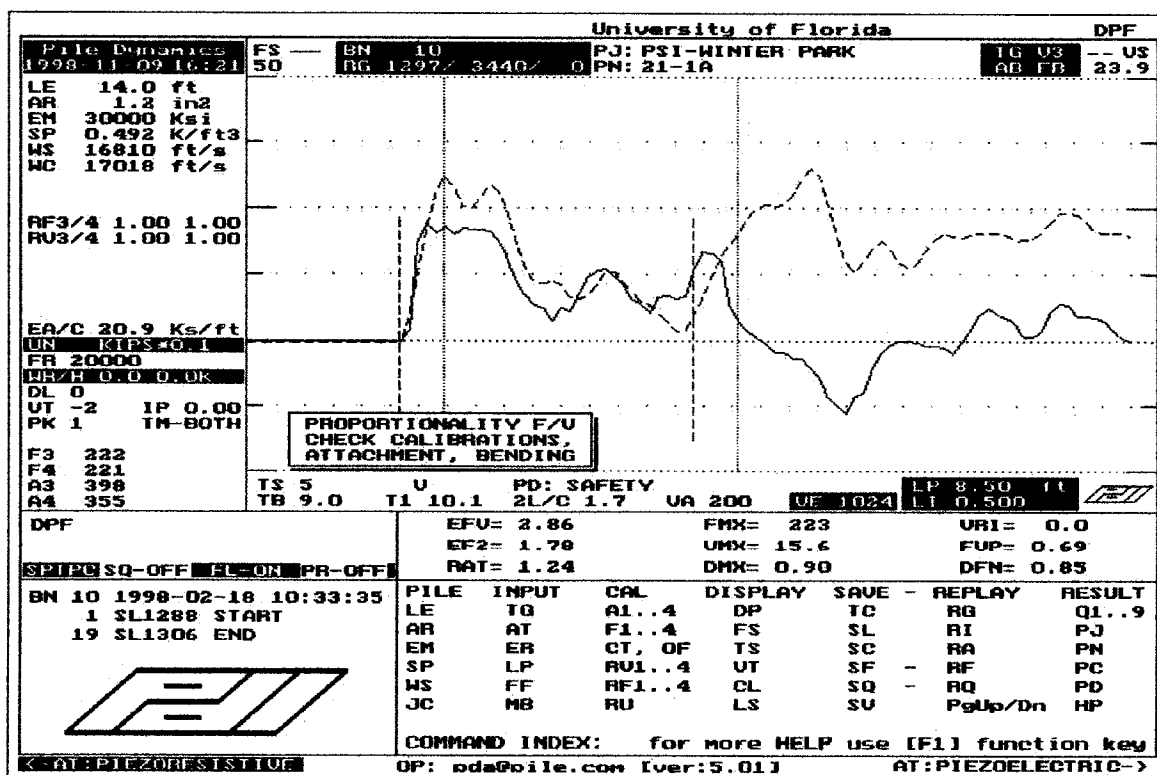 University of Florida DPF
Pile Dynamics
1998-11-09 16:21
FS —
50
BN 10
RG 1297/ 3440/ 0
PJ: PSI-WINTER PARK
PN: 21-1A
TG V3
AB FB
-- VS
23.9
LE 14.0 ft
AR 1.2 in2
EM 30000 Ksi
SP 0.492 K/ft3
WS 16810 ft/s
WC 17018 ft/s
RF3/4 1.00 1.00
RV3/4 1.00 1.00
EA/C 20.9 Ks/ft
UN KIPS*0.1
FR 20000
WR/H 0.0 0.0K
DL 0
UT -2 IP 0.00
PK 1 TM-BOTH
F3 222
F4 221
A3 398
A4 355
PROPORTIONALITY F/V
CHECK CALIBRATIONS,
ATTACHMENT, BENDING
TS 5 V PD: SAFETY
TB 9.0 T1 10.1 2L/C 1.7 VA 200 VF 1024
LP 8.50 ft
LI 0.500
DPF
SPTPC SQ-OFF FL-ON PR-OFF
EFV= 2.86 FMX= 223 VRI= 0.0
EF2= 1.78 VMX= 15.6 FUP= 0.69
RAT= 1.24 DMX= 0.90 DFN= 0.85
BN 10 1998-02-18 10:33:35
1 SL1288 START
19 SL1306 END
PILE INPUT CAL DISPLAY SAVE - REPLAY RESULT
LE TG A1..4 DP TC RG Q1..9
AR AT F1..4 FS SL RI PJ
EM ER CT, OF TS SC RA PN
SP LP RV1..4 VT SF - RF PC
WS FF RF1..4 CL SQ - RQ PD
JC MB RU LS SV PgUp/Dn HP
COMMAND INDEX: for more HELP use [F1] function key
<-AT:PIEZORESISTIVE OP: pda@pile.com [ver:5.01] AT:PIEZOELECTRIC->